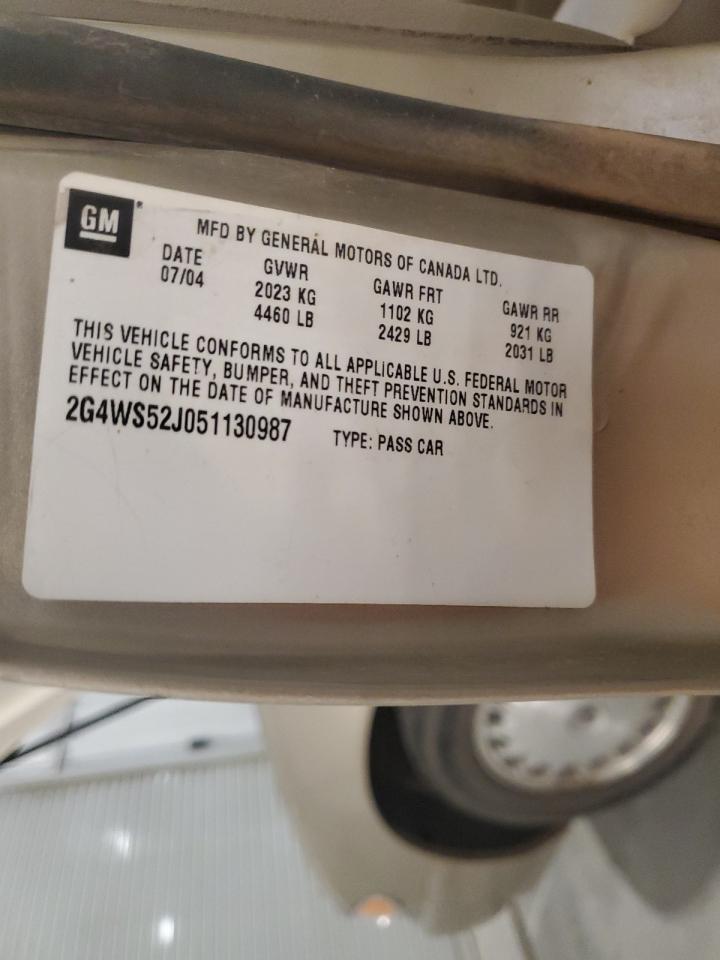 GM
MFD BY GENERAL MOTORS OF CANADA LTD.
DATE GVWR GAWR FRT GAWR RR
07/04 2023 KG 1102 KG 921 KG
4460 LB 2429 LB 2031 LB
THIS VEHICLE CONFORMS TO ALL APPLICABLE U.S. FEDERAL MOTOR
VEHICLE SAFETY, BUMPER, AND THEFT PREVENTION STANDARDS IN
EFFECT ON THE DATE OF MANUFACTURE SHOWN ABOVE.
2G4WS52J051130987 TYPE: PASS CAR